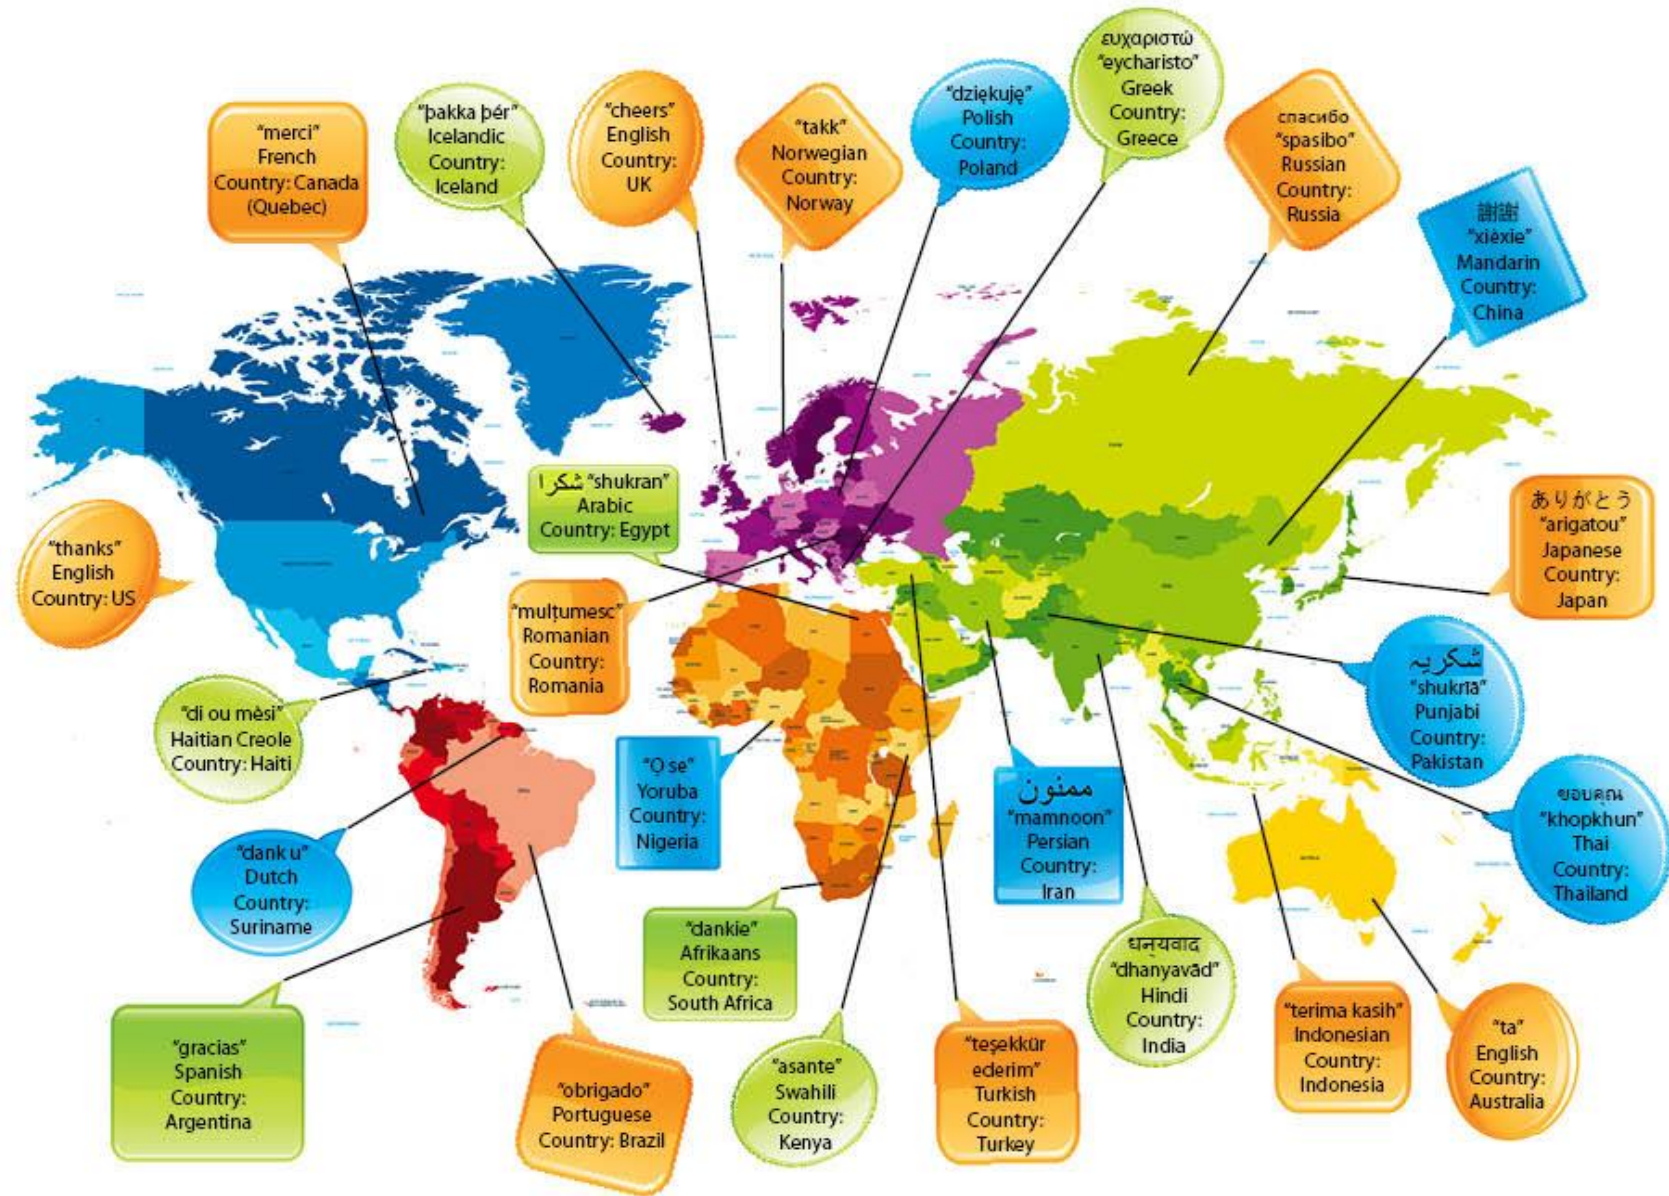 "merci"
French
Country: Canada
(Quebec)
"þakka þér"
Icelandic
Country:
Iceland
"cheers"
English
Country:
UK
"takk"
Norwegian
Country:
Norway
"dziękuję"
Polish
Country:
Poland
ευχαριστώ
"eycharisto"
Greek
Country:
Greece
спасибо
"spasibo"
Russian
Country:
Russia
謝謝
"xièxie"
Mandarin
Country:
China
"thanks"
English
Country: US
شكرا "shukran"
Arabic
Country: Egypt
"mulțumesc"
Romanian
Country:
Romania
ありがとう
"arigatou"
Japanese
Country:
Japan
"di ou mèsi"
Haitian Creole
Country: Haiti
شکریہ
"shukrīā"
Punjabi
Country:
Pakistan
"dank u"
Dutch
Country:
Suriname
"Ọ se"
Yoruba
Country:
Nigeria
ممنون
"mamnoon"
Persian
Country:
Iran
ขอบคุณ
"khopkhun"
Thai
Country:
Thailand
"gracias"
Spanish
Country:
Argentina
"obrigado"
Portuguese
Country: Brazil
"dankie"
Afrikaans
Country:
South Africa
"asante"
Swahili
Country:
Kenya
"teşekkür
ederim"
Turkish
Country:
Turkey
धन्यवाद
"dhanyavād"
Hindi
Country:
India
"terima kasih"
Indonesian
Country:
Indonesia
"ta"
English
Country:
Australia